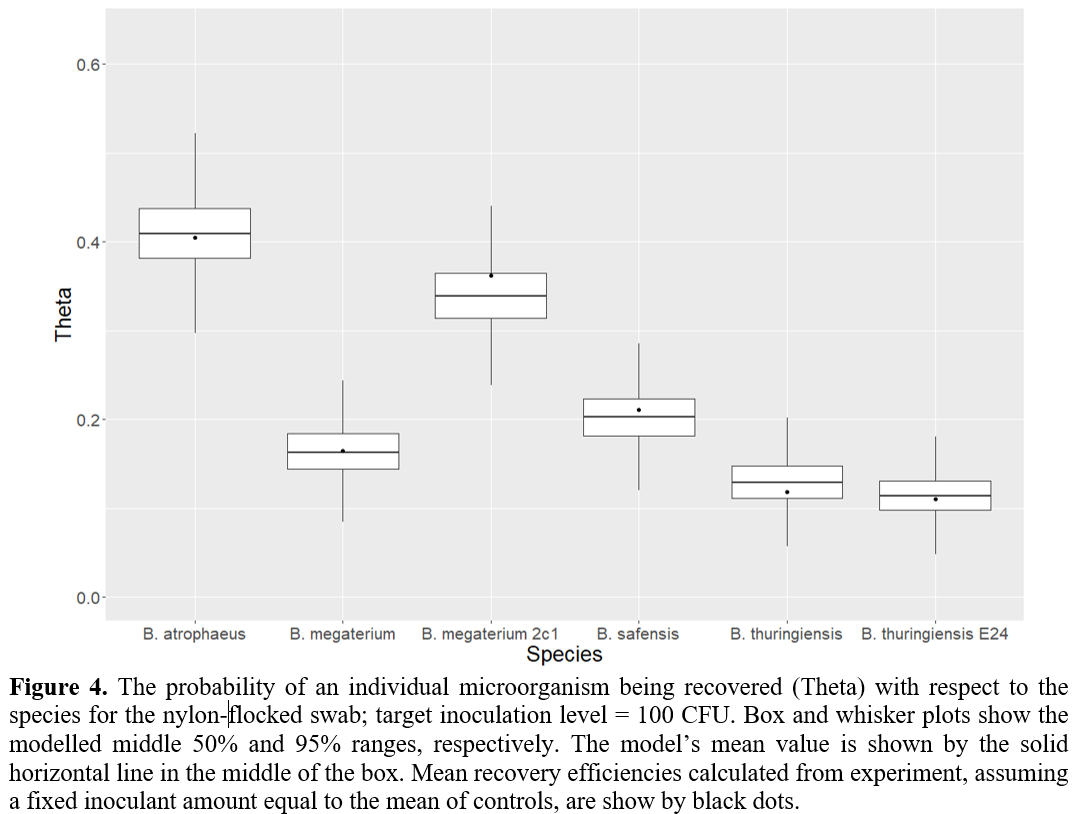 0.6
0.4
0.2
0.0
Theta
B. atrophaeus B. megaterium B. megaterium 2c1 B. safensis B. thuringiensis B. thuringiensis E24
Species
Figure 4. The probability of an individual microorganism being recovered (Theta) with respect to the
species for the nylon-flocked swab; target inoculation level = 100 CFU. Box and whisker plots show the
modelled middle 50% and 95% ranges, respectively. The model’s mean value is shown by the solid
horizontal line in the middle of the box. Mean recovery efficiencies calculated from experiment, assuming
a fixed inoculant amount equal to the mean of controls, are show by black dots.